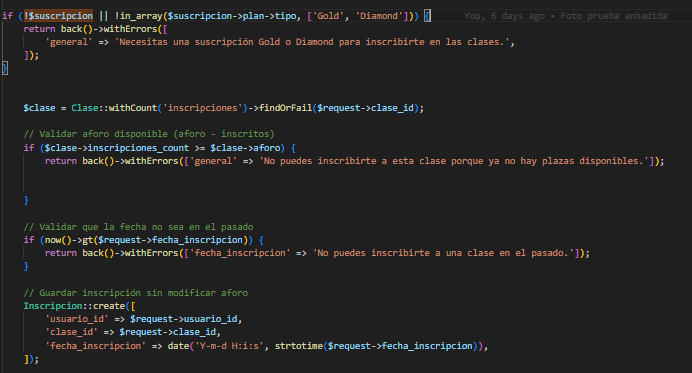 if (!$suscripcion || !in_array($suscripcion->plan->tipo, ['Gold', 'Diamond'])) {     You, 6 days ago • Foto prueba anhadida
    return back()->withErrors([
        'general' => 'Necesitas una suscripción Gold o Diamond para inscribirte en las clases.',
    ]);
}
    $clase = Clase::withCount('inscripciones')->findOrFail($request->clase_id);
    // Validar aforo disponible (aforo - inscritos)
    if ($clase->inscripciones_count >= $clase->aforo) {
        return back()->withErrors(['general' => 'No puedes inscribirte a esta clase porque ya no hay plazas disponibles.']);
    }
    // Validar que la fecha no sea en el pasado
    if (now()->gt($request->fecha_inscripcion)) {
        return back()->withErrors(['fecha_inscripcion' => 'No puedes inscribirte a una clase en el pasado.']);
    }
    // Guardar inscripción sin modificar aforo
    Inscripcion::create([
        'usuario_id' => $request->usuario_id,
        'clase_id' => $request->clase_id,
        'fecha_inscripcion' => date('Y-m-d H:i:s', strtotime($request->fecha_inscripcion)),
    ]);